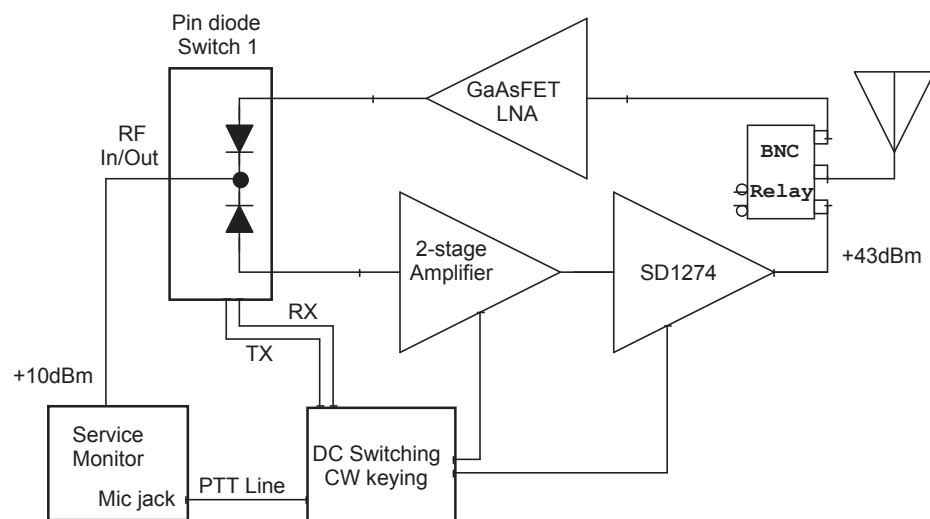 Pin diode
Switch 1
GaAsFET
LNA
RF
In/Out
BNC
Relay
2-stage
Amplifier
SD1274
+43dBm
RX
TX
+10dBm
Service
Monitor
Mic jack
PTT Line
DC Switching
CW keying